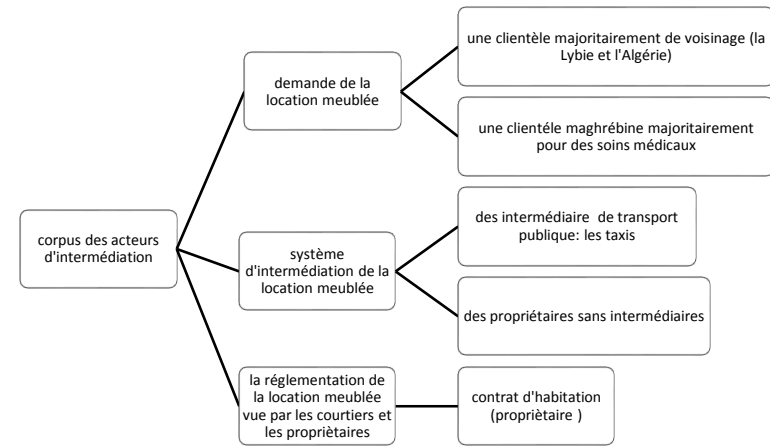 corpus des acteurs
d'intermédiation
demande de la
location meublée
une clientèle majoritairement de voisinage (la
Lybie et l'Algérie)
une clientéle maghrébine majoritairement
pour des soins médicaux
système
d'intermédiation de la
location meublée
des intermédiaire de transport
publique: les taxis
des propriétaires sans intermédiaires
la réglementation de
la location meublée
vue par les courtiers et
les propriètaires
contrat d'habitation
(propriètaire )